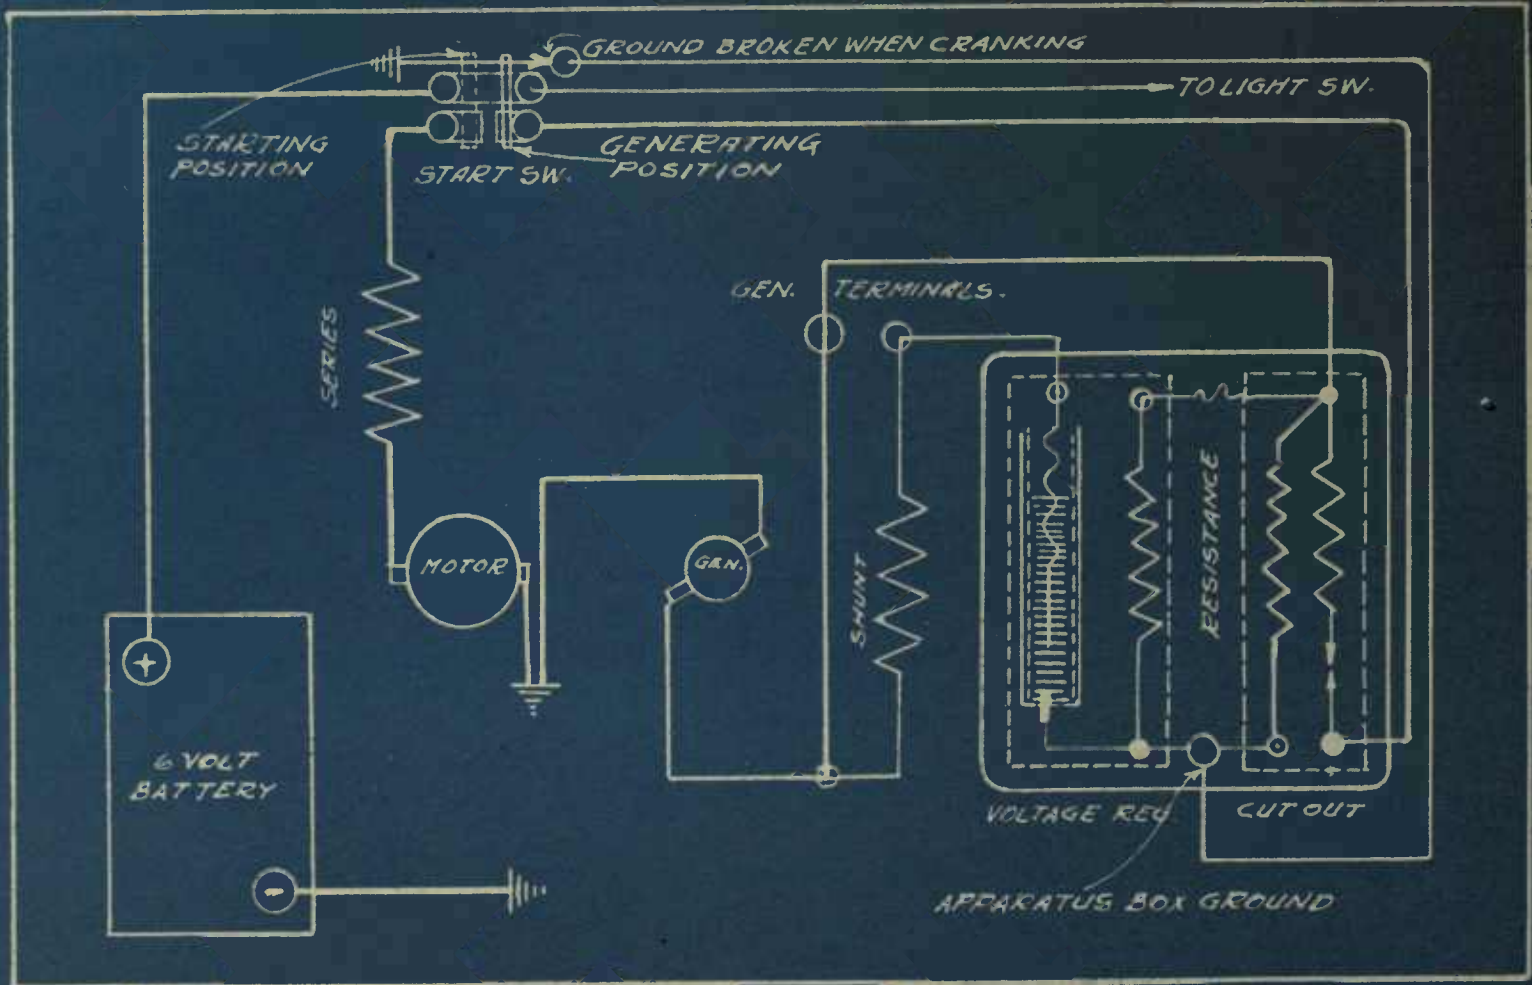 GROUND BROKEN WHEN CRANKING
TO LIGHT SW.
STARTING
POSITION
START SW.
GENERATING
POSITION
GEN. TERMINALS.
SERIES
MOTOR
GEN.
SHUNT
RESISTANCE
+
6 VOLT
BATTERY
-
VOLTAGE REG.
CUT OUT
APPARATUS BOX GROUND